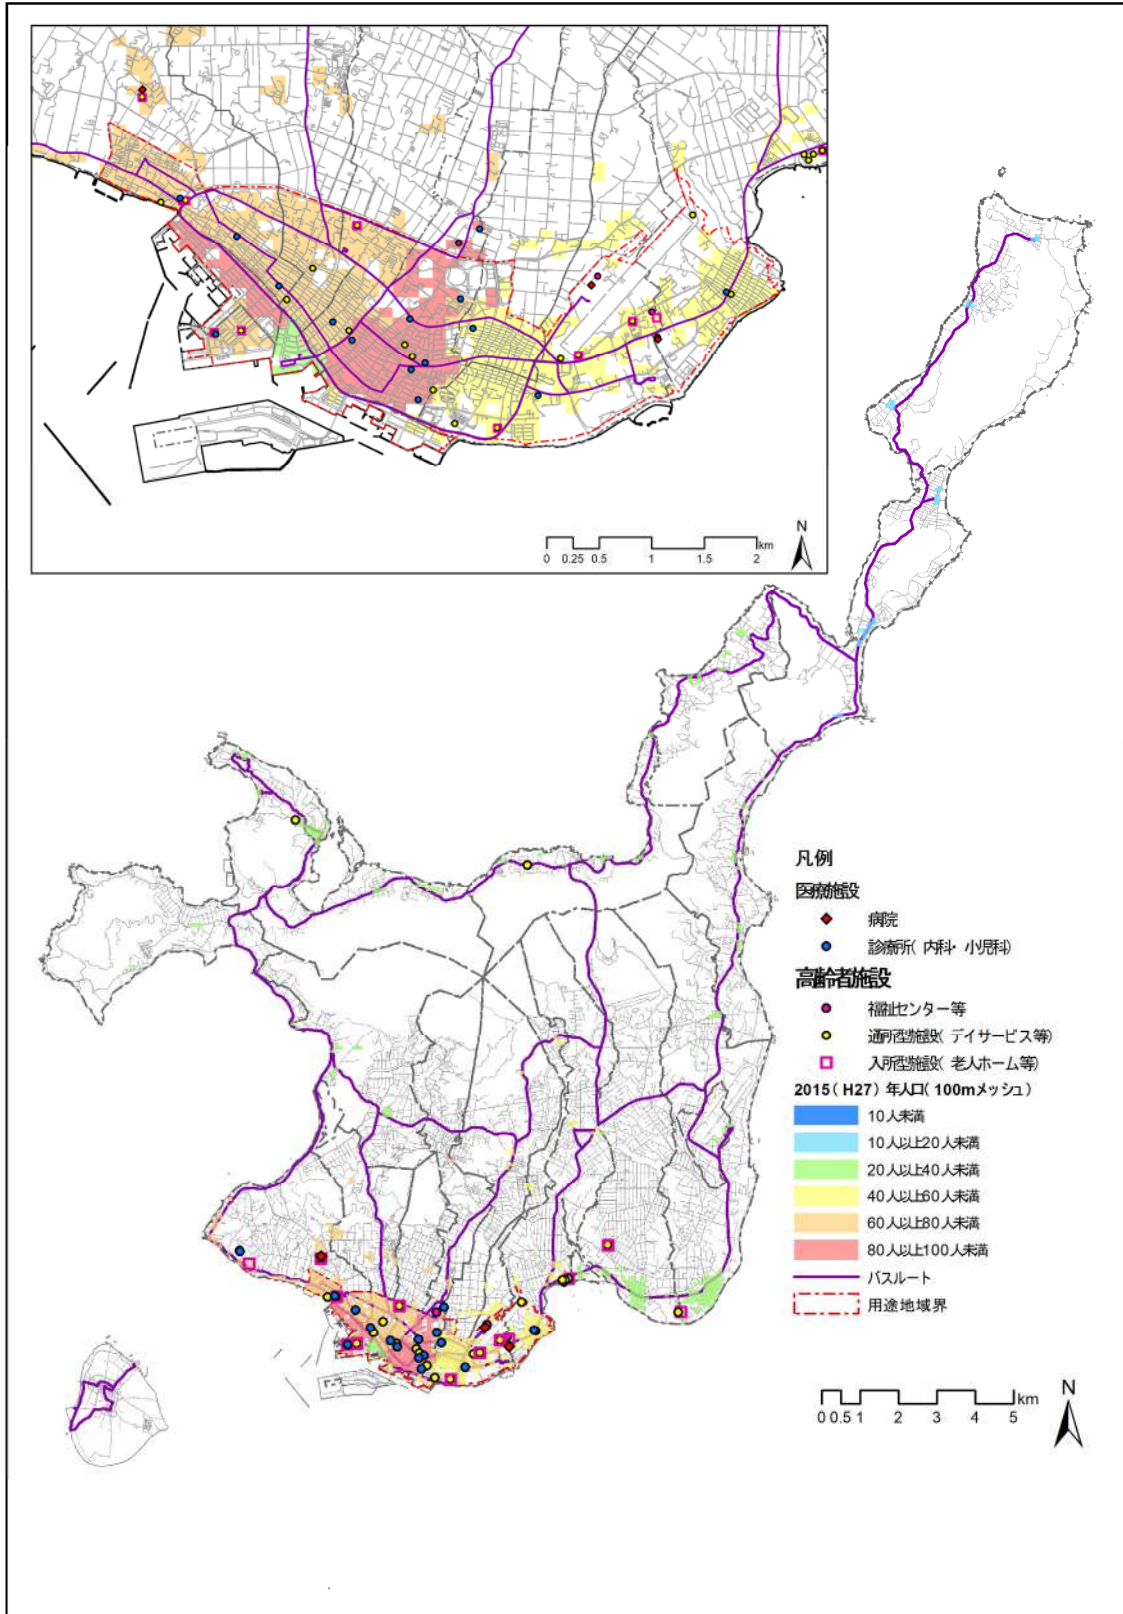 N
0 0.25 0.5 1 1.5 2 km
凡例
医療施設
病院
診療所( 内科・ 小児科)
高齢者施設
福祉センター等
通所型施設( デイサービス等)
入所型施設( 老人ホーム等)
2015( H27) 年人口( 100mメッシュ)
10人未満
10人以上20人未満
20人以上40人未満
40人以上60人未満
60人以上80人未満
80人以上100人未満
バスルート
用途地域界
N
0 0.5 1 2 3 4 5 km